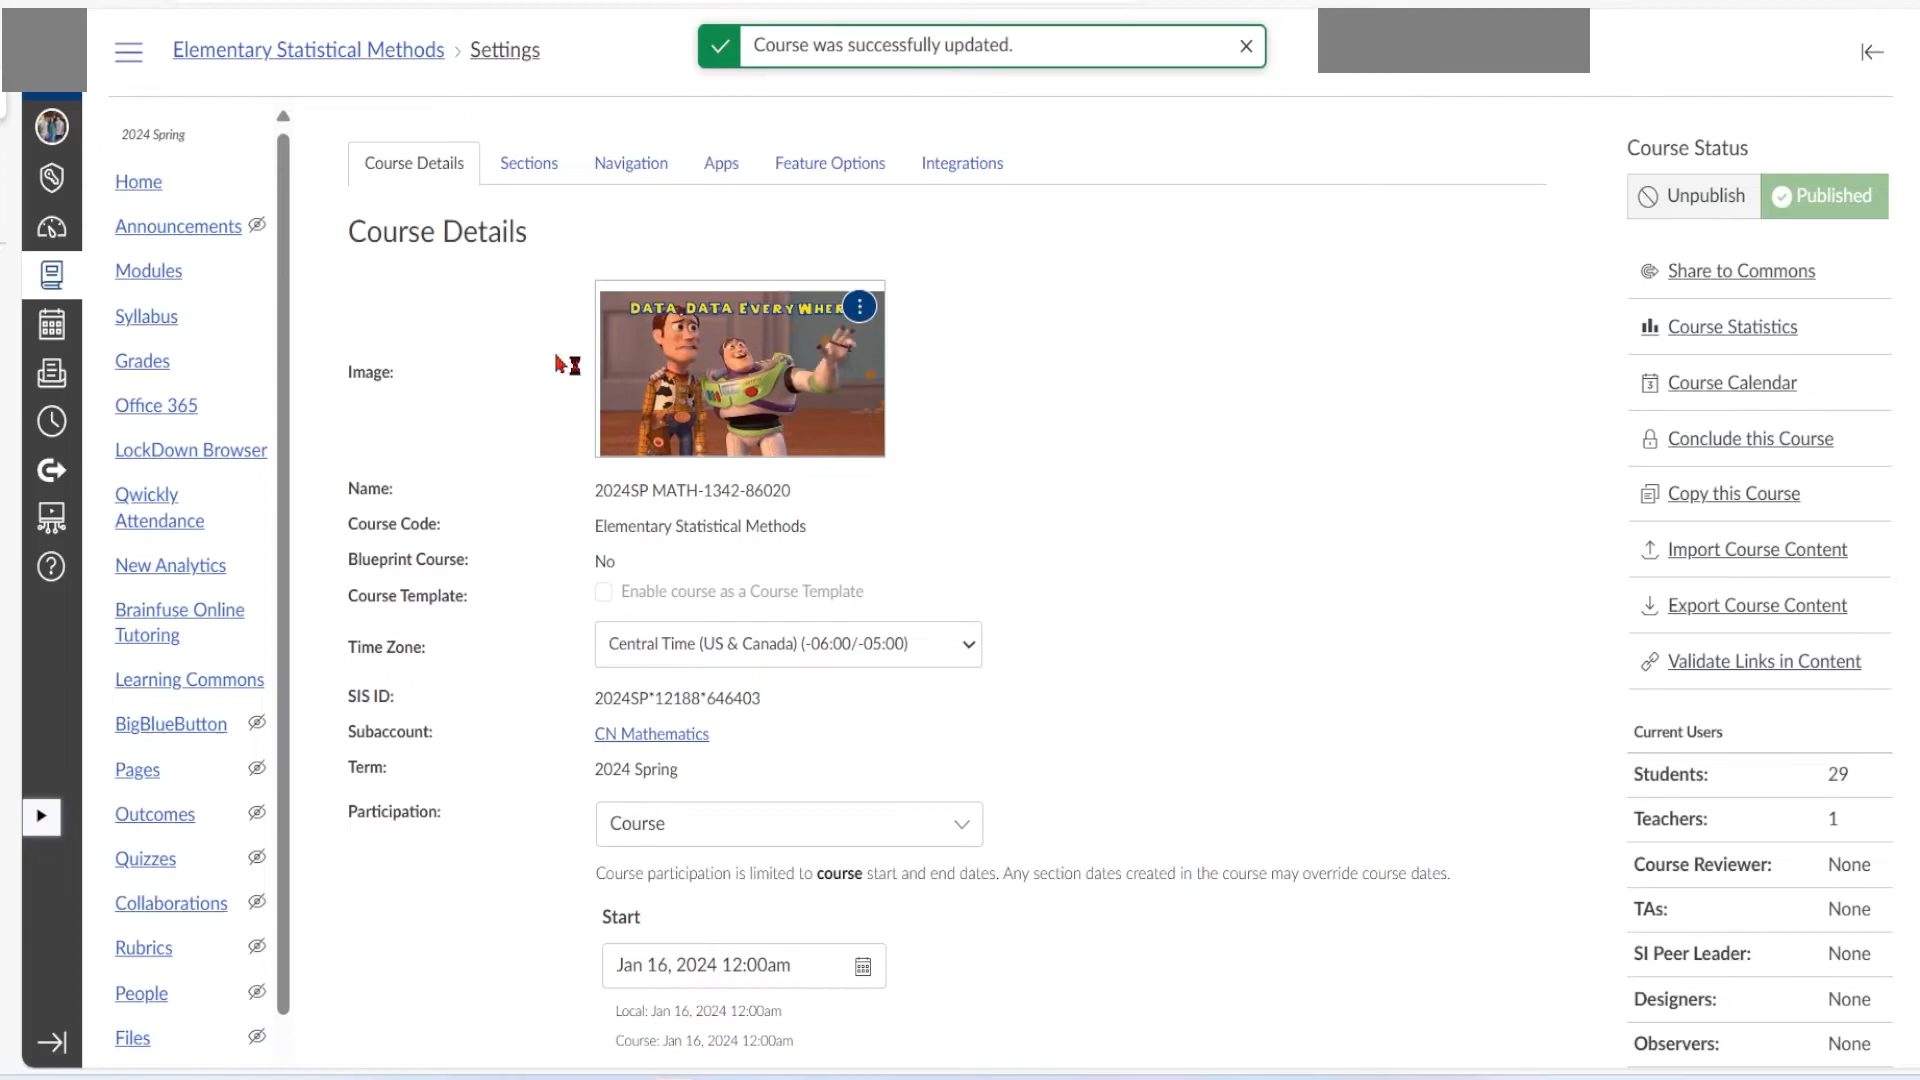 Elementary Statistical Methods › Settings
Course was successfully updated.
2024 Spring
Home
Announcements
Modules
Syllabus
Grades
Office 365
LockDown Browser
Qwickly
Attendance
New Analytics
Brainfuse Online
Tutoring
Learning Commons
BigBlueButton
Pages
Outcomes
Quizzes
Collaborations
Rubrics
People
Files
Course Details
Sections
Navigation
Apps
Feature Options
Integrations
Course Details
Image:
DATA DATA EVERYWHER
Name:
2024SP MATH-1342-86020
Course Code:
Elementary Statistical Methods
Blueprint Course:
No
Course Template:
Enable course as a Course Template
Time Zone:
Central Time (US & Canada) (-06:00/-05:00)
SIS ID:
2024SP*12188*646403
Subaccount:
CN Mathematics
Term:
2024 Spring
Participation:
Course
Course participation is limited to course start and end dates. Any section dates created in the course may override course dates.
Start
Jan 16, 2024 12:00am
Local: Jan 16, 2024 12:00am
Course: Jan 16, 2024 12:00am
Course Status
Unpublish
Published
Share to Commons
Course Statistics
3
Course Calendar
Conclude this Course
Copy this Course
Import Course Content
Export Course Content
Validate Links in Content
Current Users
Students: 29
Teachers: 1
Course Reviewer: None
TAs: None
SI Peer Leader: None
Designers: None
Observers: None